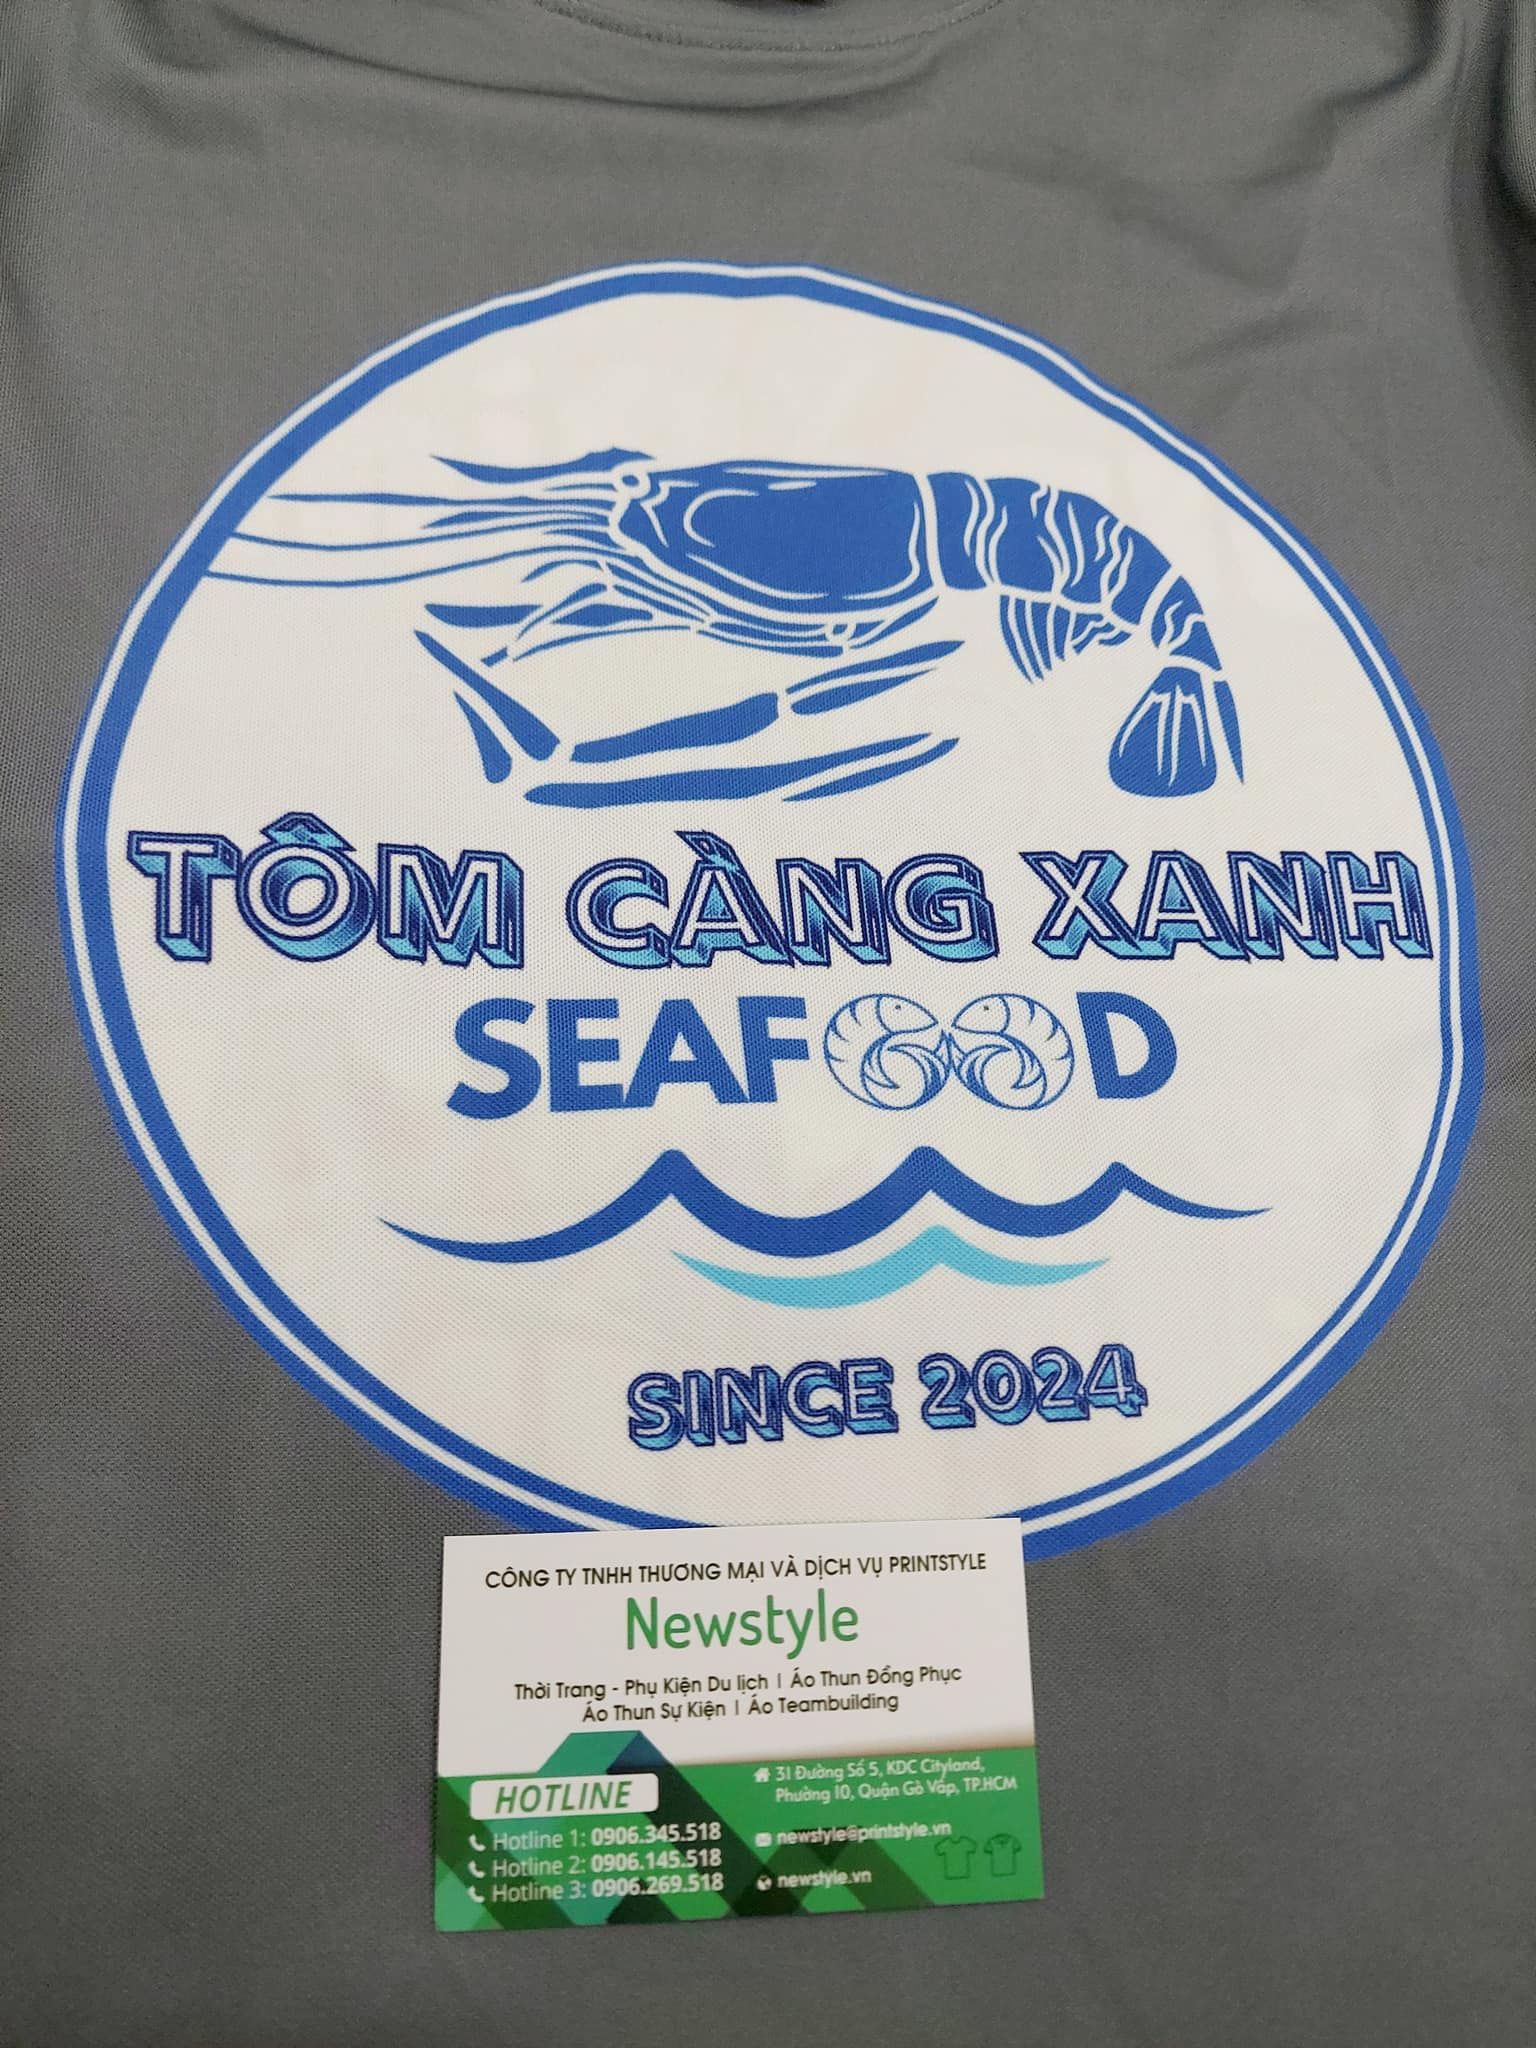 TÔM CÀNG XANH
SEAFOOD
SINCE 2024
CÔNG TY TNHH THƯƠNG MẠI VÀ DỊCH VỤ PRINTSTYLE
Newstyle
Thời Trang - Phụ Kiện Du lịch | Áo Thun Đồng Phục
Áo Thun Sự Kiện | Áo Teambuilding
HOTLINE
Hotline 1: 0906.345.518
Hotline 2: 0906.145.518
Hotline 3: 0906.269.518
31 Đường Số 5, KDC Cityland,
Phường 10, Quận Gò Vấp, TP.HCM
newstyle@printstyle.vn
newstyle.vn